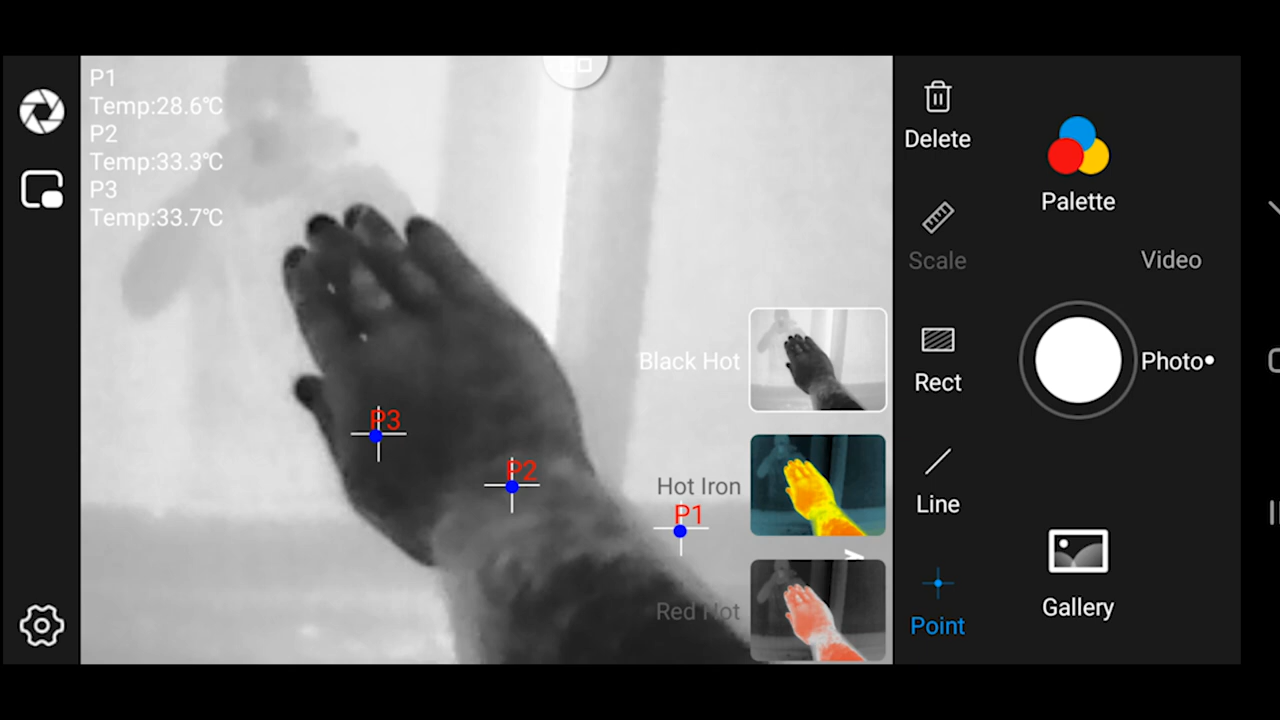 P1
Temp:28.6℃
P2
Temp:33.3℃
P3
Temp:33.7℃
P3
P2
P1
Black Hot
Hot Iron
Red Hot
Delete
Scale
Rect
Line
Point
Palette
Video
Photo•
Gallery